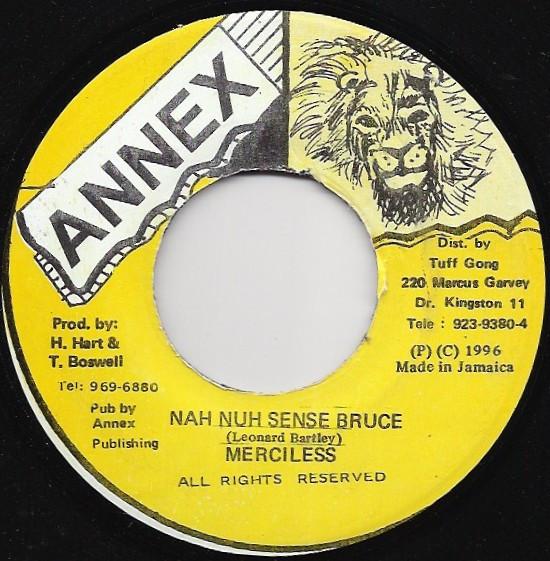 ANNEX
Dist. by
Tuff Gong
220 Marcus Garvey
Dr. Kingston 11
Tele : 923-9380-4
(P) (C) 1996
Made in Jamaica
Prod. by:
H. Hart &
T. Boswell
Tel: 969-6880
Pub by
Annex
Publishing
NAH NUH SENSE BRUCE
(Leonard Bartley)
MERCILESS
ALL RIGHTS RESERVED